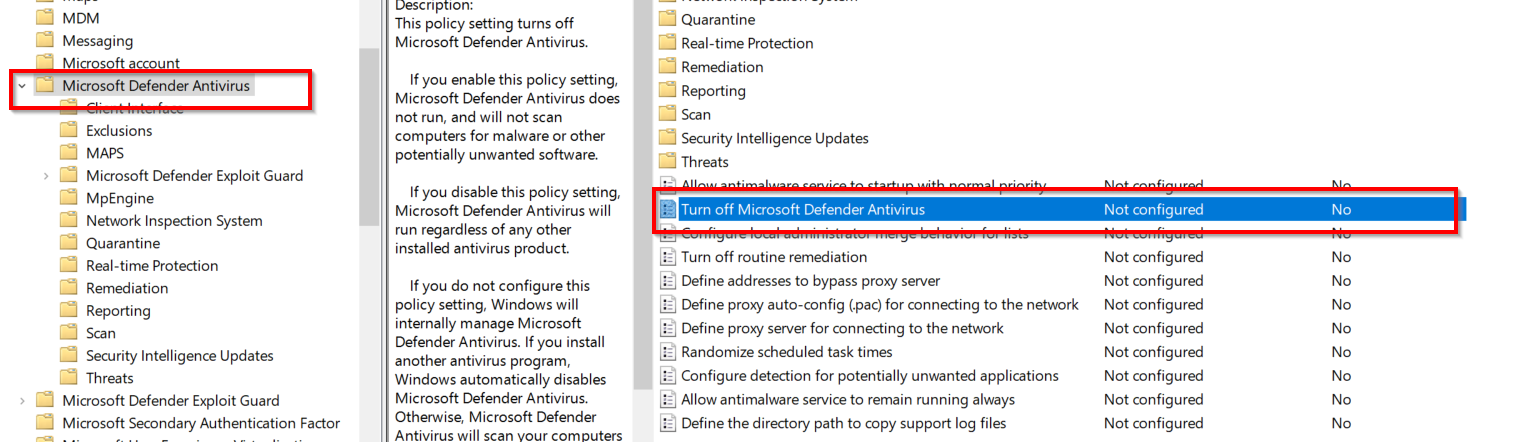 MDM
Messaging
Microsoft account
Microsoft Defender Antivirus
Client Interface
Exclusions
MAPS
Microsoft Defender Exploit Guard
MpEngine
Network Inspection System
Quarantine
Real-time Protection
Remediation
Reporting
Scan
Security Intelligence Updates
Threats
Microsoft Defender Exploit Guard
Microsoft Secondary Authentication Factor
Description:
This policy setting turns off
Microsoft Defender Antivirus.
If you enable this policy setting,
Microsoft Defender Antivirus does
not run, and will not scan
computers for malware or other
potentially unwanted software.
If you disable this policy setting,
Microsoft Defender Antivirus will
run regardless of any other
installed antivirus product.
If you do not configure this
policy setting, Windows will
internally manage Microsoft
Defender Antivirus. If you install
another antivirus program,
Windows automatically disables
Microsoft Defender Antivirus.
Otherwise, Microsoft Defender
Antivirus will scan your computers
Network Inspection System
Quarantine
Real-time Protection
Remediation
Reporting
Scan
Security Intelligence Updates
Threats
Allow antimalware service to startup with normal priority Not configured No
Turn off Microsoft Defender Antivirus Not configured No
Configure local administrator merge behavior for lists Not configured No
Turn off routine remediation Not configured No
Define addresses to bypass proxy server Not configured No
Define proxy auto-config (.pac) for connecting to the network Not configured No
Define proxy server for connecting to the network Not configured No
Randomize scheduled task times Not configured No
Configure detection for potentially unwanted applications Not configured No
Allow antimalware service to remain running always Not configured No
Define the directory path to copy support log files Not configured No